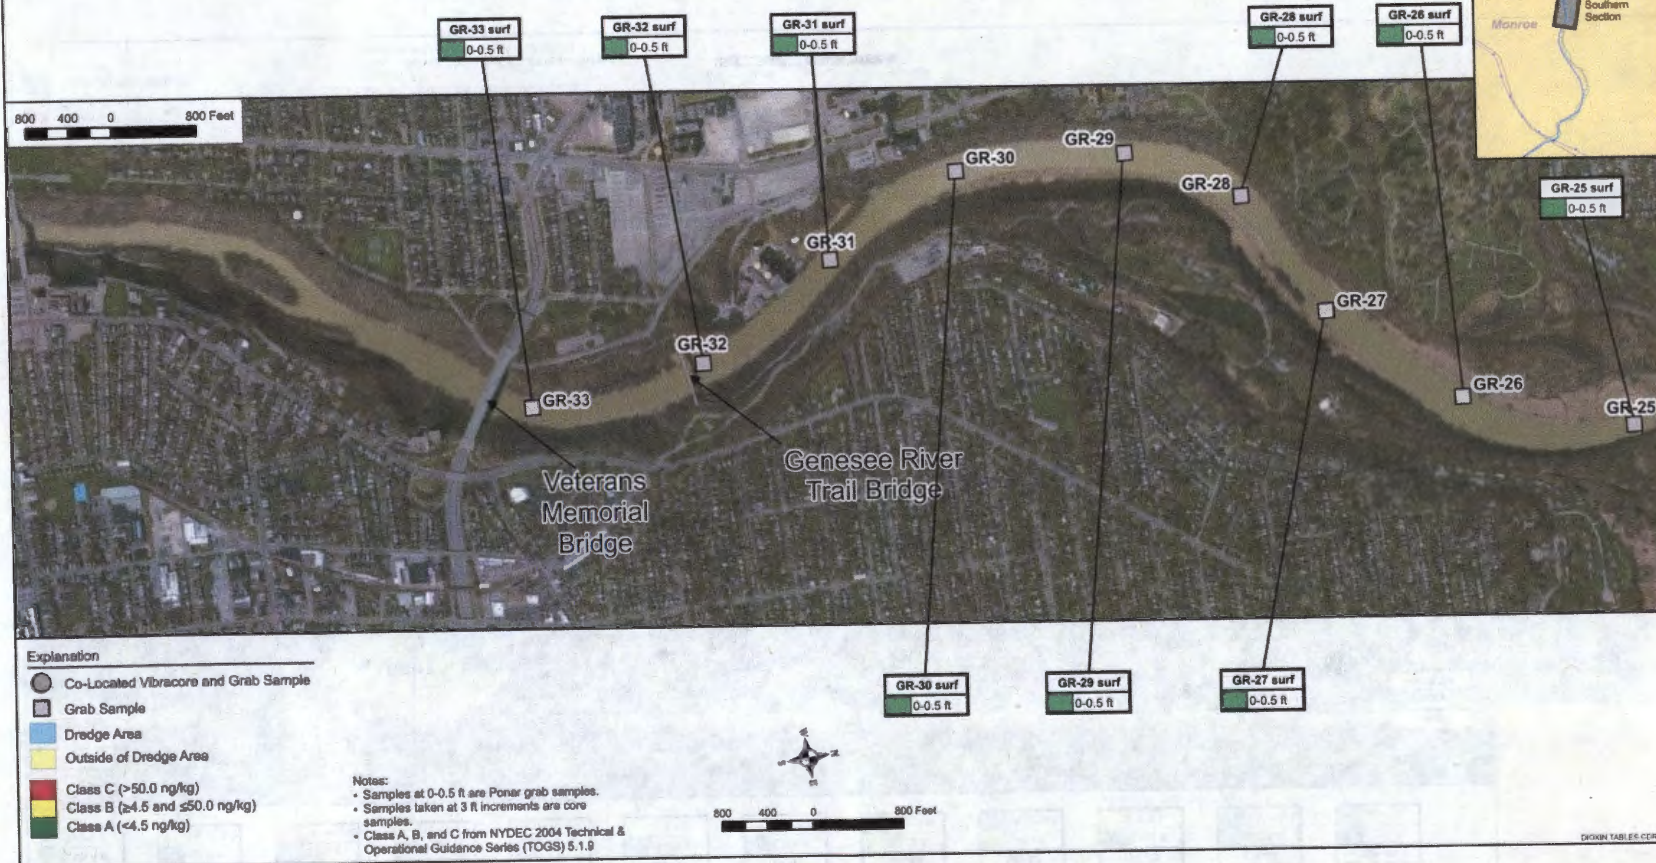 GR-33 surf
0-0.5 ft
GR-32 surf
0-0.5 ft
GR-31 surf
0-0.5 ft
GR-28 surf
0-0.5 ft
GR-26 surf
0-0.5 ft
Monroe
Southern
Section
800 400 0 800 Feet
GR-25 surf
0-0.5 ft
GR-30
GR-29
GR-28
GR-31
GR-27
GR-32
GR-26
GR-33
GR-25
Genesee River
Trail Bridge
Veterans
Memorial
Bridge
GR-30 surf
0-0.5 ft
GR-29 surf
0-0.5 ft
GR-27 surf
0-0.5 ft
Explanation
Co-Located Vibracore and Grab Sample
Grab Sample
Dredge Area
Outside of Dredge Area
Class C (>50.0 ng/kg)
Class B (≥4.5 and ≤50.0 ng/kg)
Class A (<4.5 ng/kg)
Notes:
• Samples at 0-0.5 ft are Ponar grab samples.
• Samples taken at 3 ft increments are core
samples.
• Class A, B, and C from NYDEC 2004 Technical &
Operational Guidance Series (TOGS) 5.1.9
W
N
S
E
800 400 0 800 Feet
DIOXIN TABLES.CDR